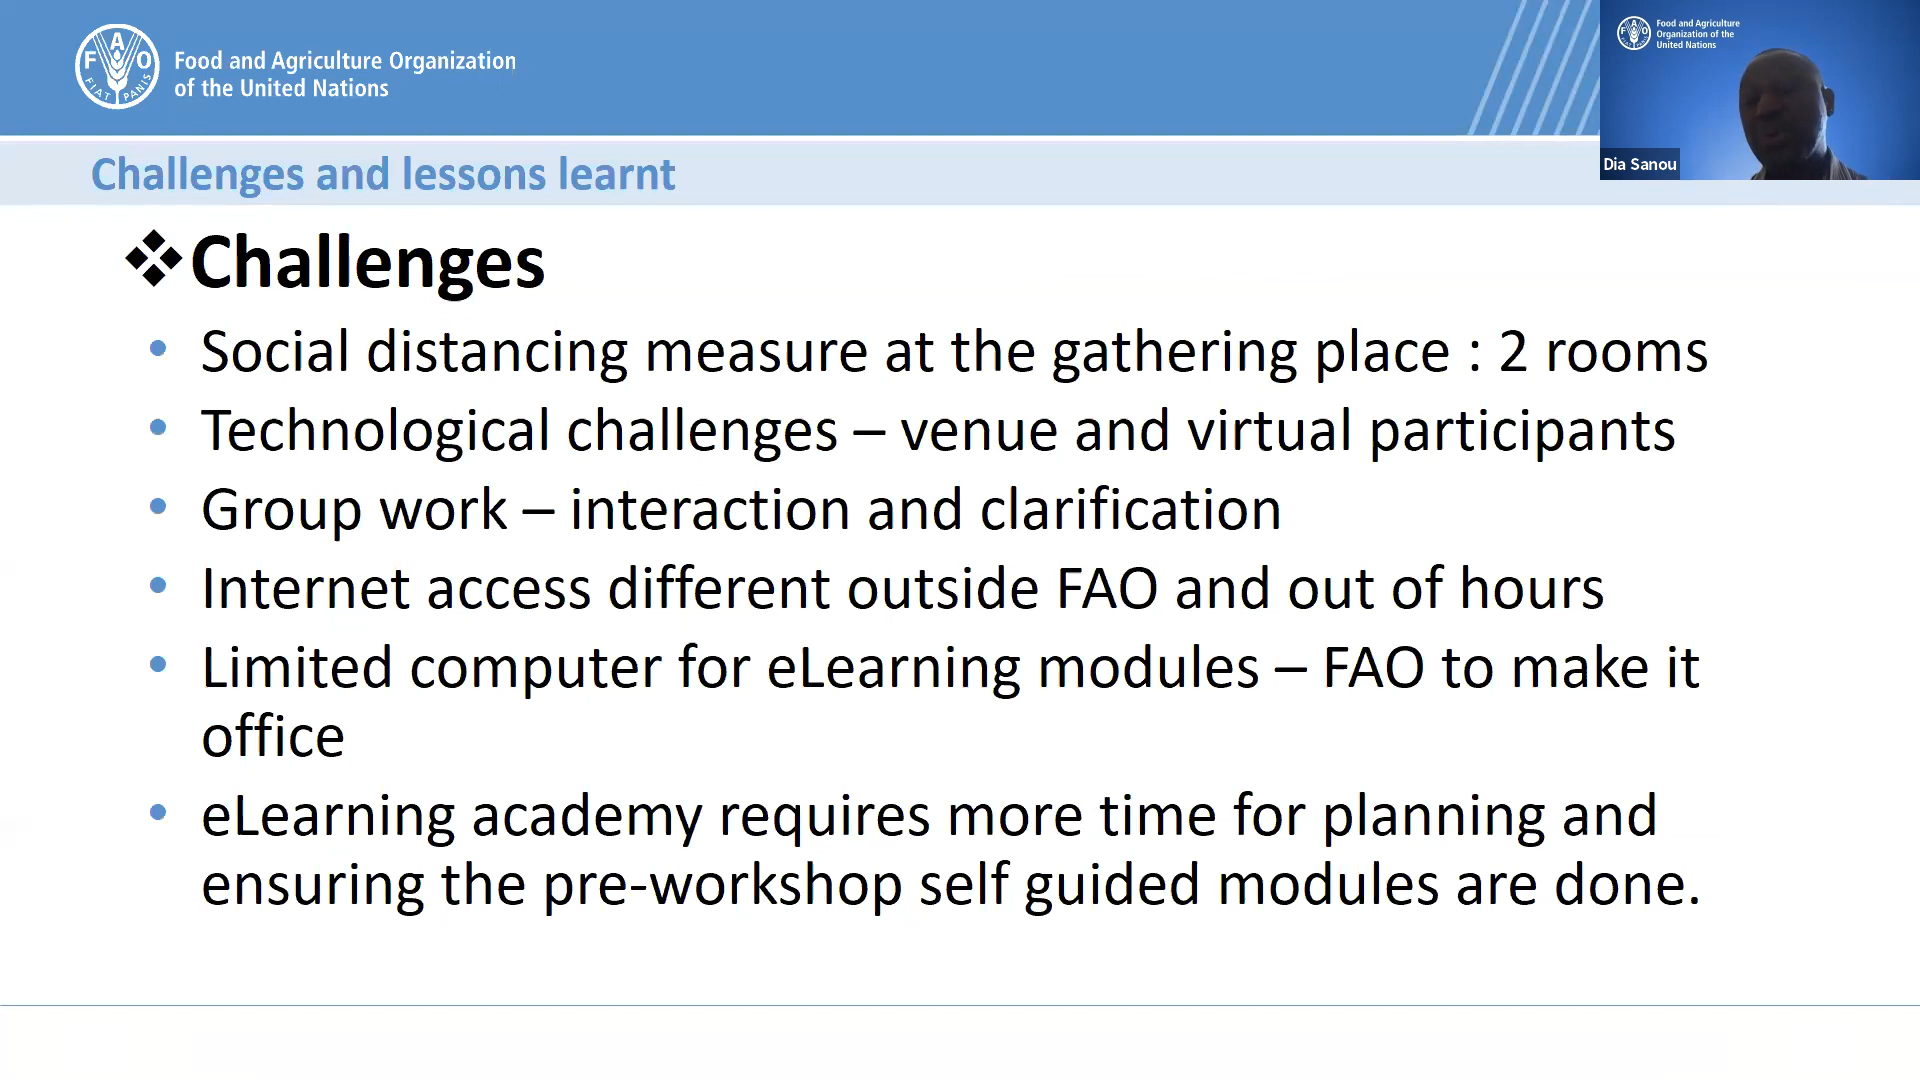 FAO
FIAT PANIS
Food and Agriculture Organization
of the United Nations
Food and Agriculture
Organization of the
United Nations
Dia Sanou
Challenges and lessons learnt
❖Challenges
• Social distancing measure at the gathering place : 2 rooms
• Technological challenges – venue and virtual participants
• Group work – interaction and clarification
• Internet access different outside FAO and out of hours
• Limited computer for eLearning modules – FAO to make it
office
• eLearning academy requires more time for planning and
ensuring the pre-workshop self guided modules are done.